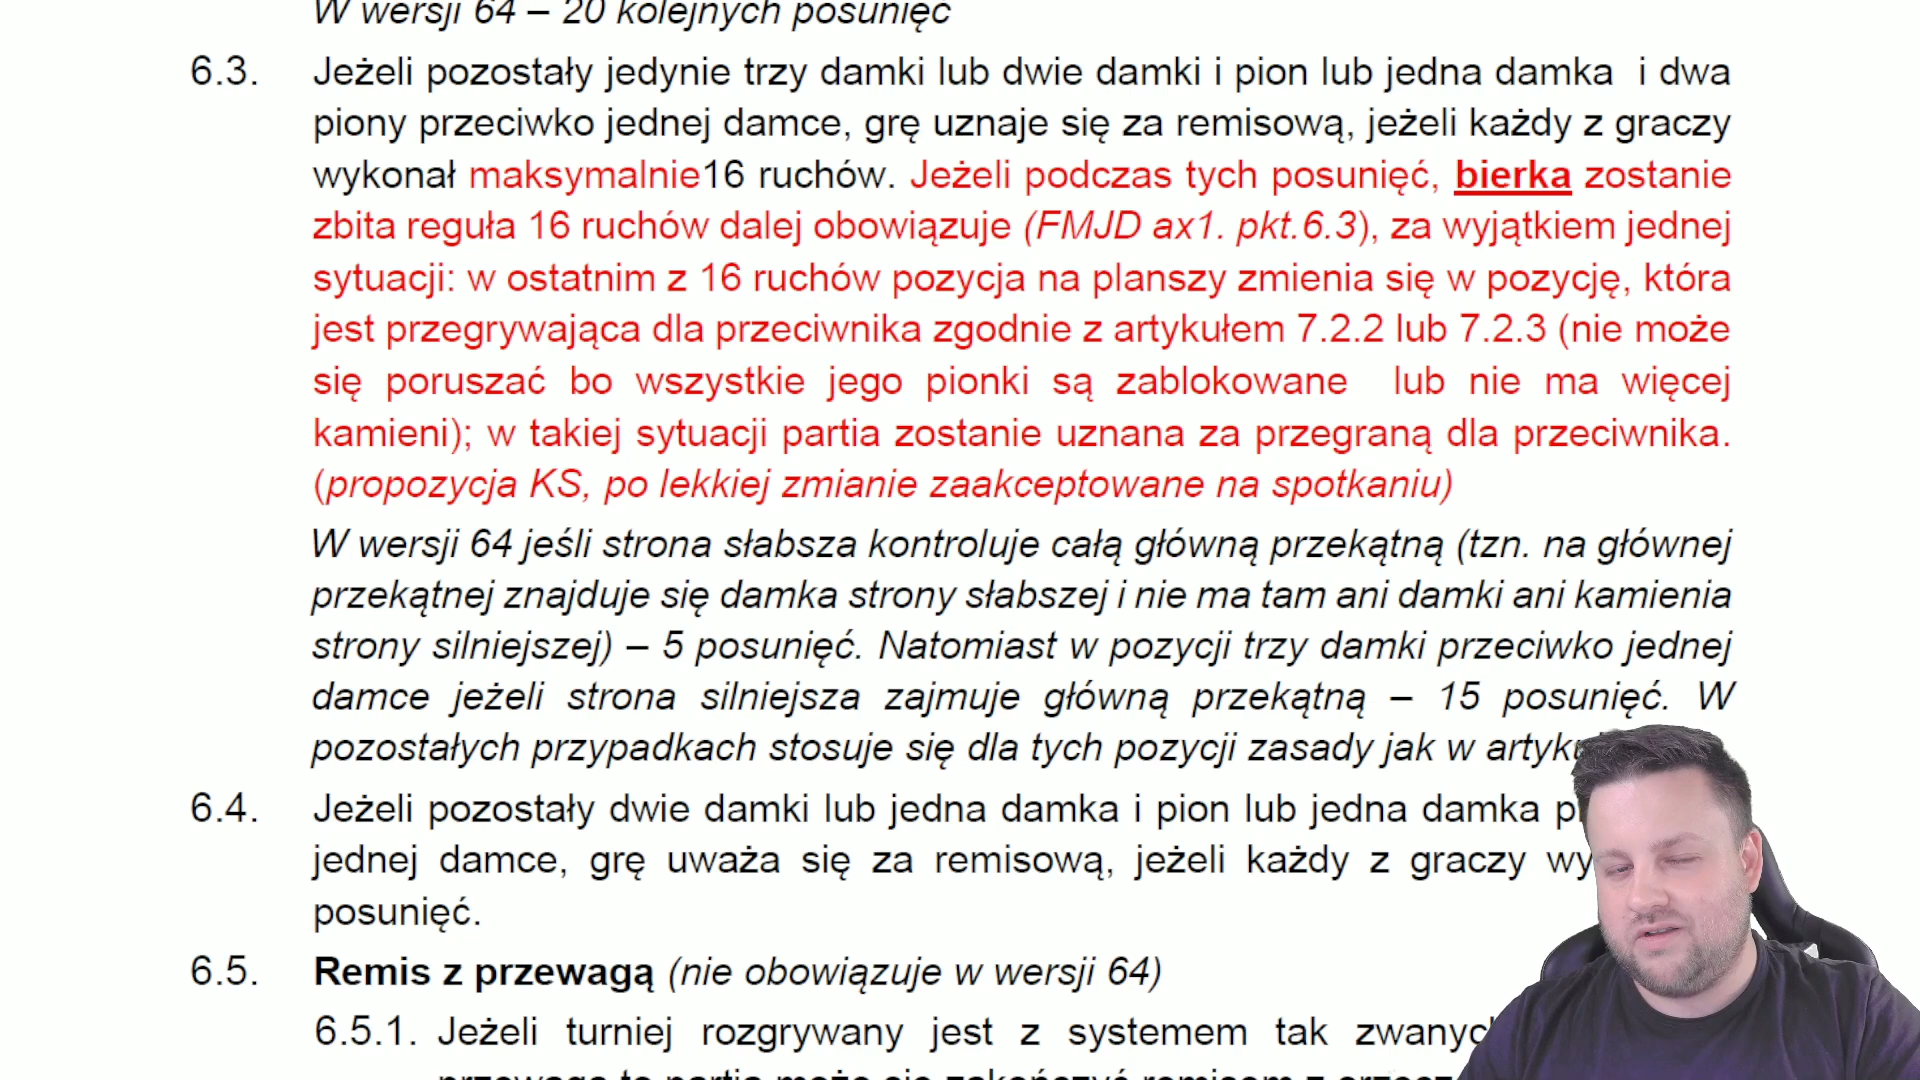 W wersji 64 – 20 kolejnych posunięć
6.3. Jeżeli pozostały jedynie trzy damki lub dwie damki i pion lub jedna damka i dwa
piony przeciwko jednej damce, grę uznaje się za remisową, jeżeli każdy z graczy
wykonał maksymalnie16 ruchów. Jeżeli podczas tych posunięć, bierka zostanie
zbita reguła 16 ruchów dalej obowiązuje (FMJD ax1. pkt.6.3), za wyjątkiem jednej
sytuacji: w ostatnim z 16 ruchów pozycja na planszy zmienia się w pozycję, która
jest przegrywająca dla przeciwnika zgodnie z artykułem 7.2.2 lub 7.2.3 (nie może
się poruszać bo wszystkie jego pionki są zablokowane lub nie ma więcej
kamieni); w takiej sytuacji partia zostanie uznana za przegraną dla przeciwnika.
(propozycja KS, po lekkiej zmianie zaakceptowane na spotkaniu)
W wersji 64 jeśli strona słabsza kontroluje całą główną przekątną (tzn. na głównej
przekątnej znajduje się damka strony słabszej i nie ma tam ani damki ani kamienia
strony silniejszej) – 5 posunięć. Natomiast w pozycji trzy damki przeciwko jednej
damce jeżeli strona silniejsza zajmuje główną przekątną – 15 posunięć. W
pozostałych przypadkach stosuje się dla tych pozycji zasady jak w
6.4. Jeżeli pozostały dwie damki lub jedna damka i pion lub jedna damka
jednej damce, grę uważa się za remisową, jeżeli każdy z graczy
posunięć.
6.5. Remis z przewagą (nie obowiązuje w wersji 64)
6.5.1. Jeżeli turniej rozgrywany jest z systemem tak
przewagą to partia może się zakończyć remisem z